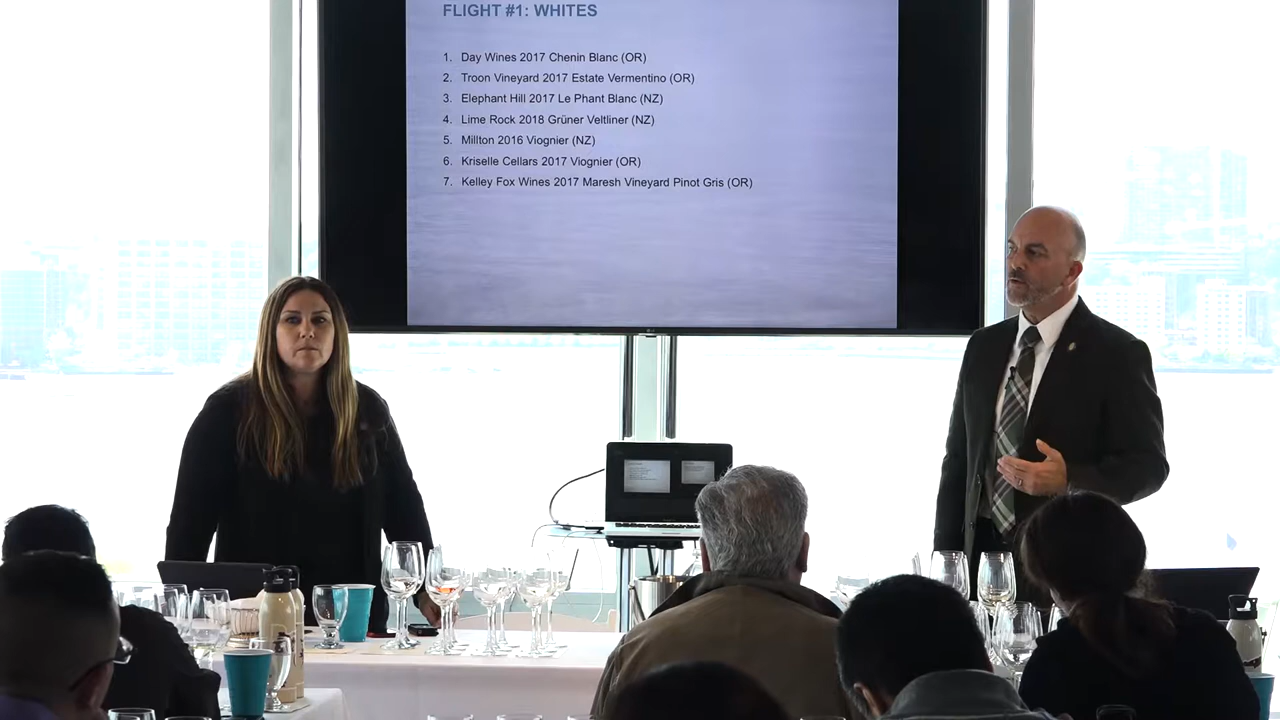 FLIGHT #1: WHITES
1. Day Wines 2017 Chenin Blanc (OR)
2. Troon Vineyard 2017 Estate Vermentino (OR)
3. Elephant Hill 2017 Le Phant Blanc (NZ)
4. Lime Rock 2018 Grüner Veltliner (NZ)
5. Millton 2016 Viognier (NZ)
6. Kriselle Cellars 2017 Viognier (OR)
7. Kelley Fox Wines 2017 Maresh Vineyard Pinot Gris (OR)
LG